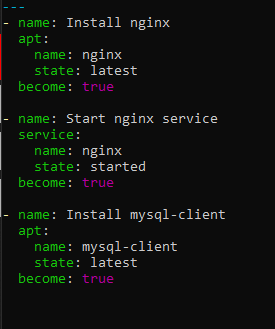 ---
- name: Install nginx
  apt:
    name: nginx
    state: latest
  become: true

- name: Start nginx service
  service:
    name: nginx
    state: started
  become: true

- name: Install mysql-client
  apt:
    name: mysql-client
    state: latest
  become: true